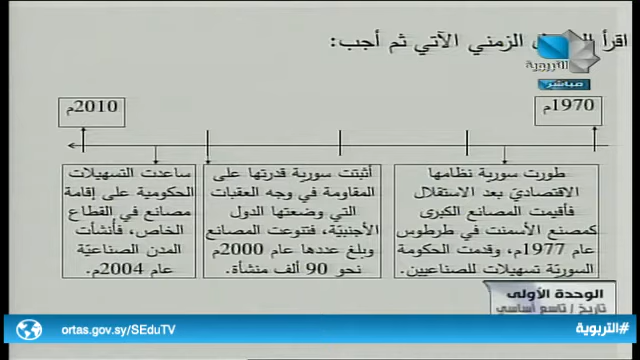 اقرأ الزمني الآتي ثم أجب:
التربوية
مباشر
1970م
2010م
طورت سورية نظامها
الاقتصاديّ بعد الاستقلال
فأقيمت المصانع الكبرى
كمصنع الأسمنت في طرطوس
عام 1977م، وقدمت الحكومة
السوريّة تسهيلات للصناعيين.
أثبتت سورية قدرتها على
المقاومة في وجه العقبات
التي وضعتها الدول
الأجنبيّة، فتنوعت المصانع
وبلغ عددها عام 2000م
نحو 90 ألف منشأة.
ساعدت التسهيلات
الحكومية على إقامة
مصانع في القطاع
الخاص، فأنشأت
المدن الصناعيّة
عام 2004م.
الوحدة الأولى
تاريخ / تاسع أساسي
#التربوية
ortas.gov.sy/SEduTV